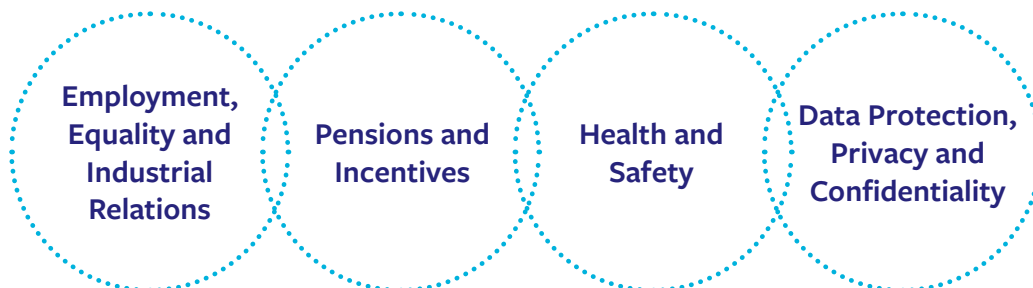 Employment,
Equality and
Industrial
Relations
Pensions and
Incentives
Health and
Safety
Data Protection,
Privacy and
Confidentiality